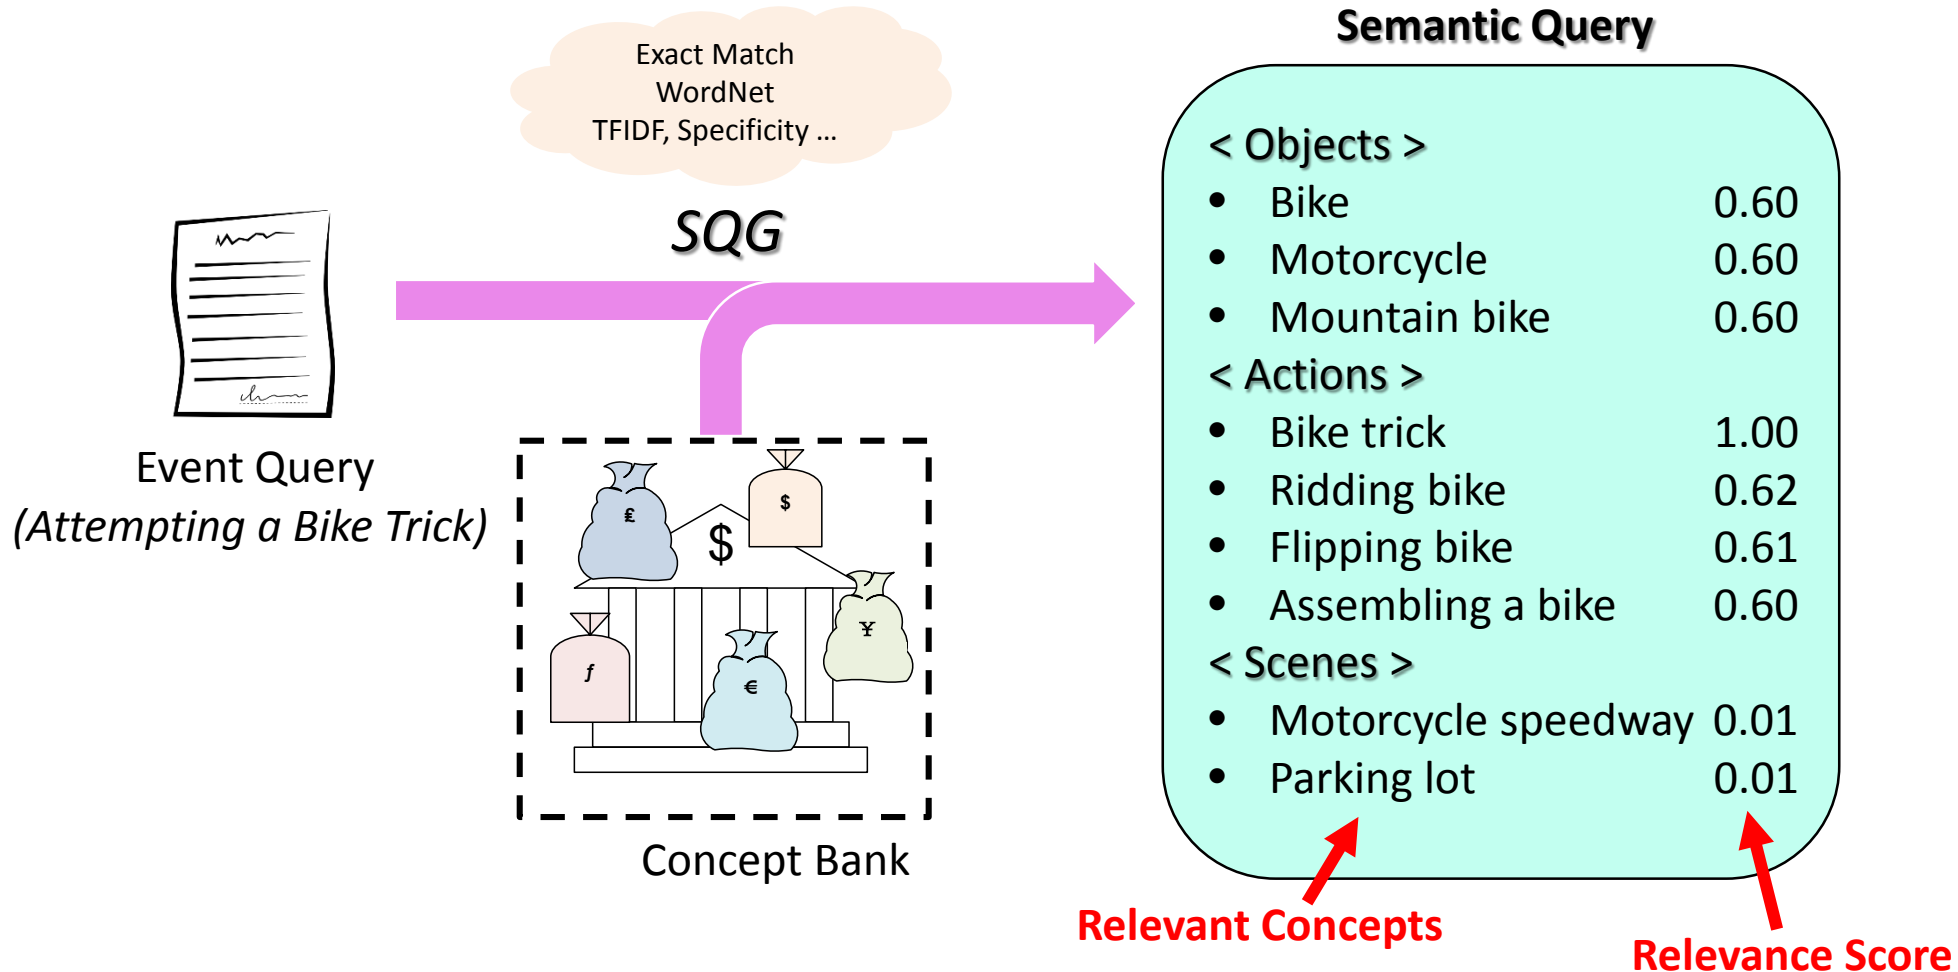 Semantic Query
Exact Match
WordNet
TFIDF, Specificity ...
SQG
Event Query
(Attempting a Bike Trick)
£
$
$
¥
ƒ
€
Concept Bank
< Objects >
• Bike 0.60
• Motorcycle 0.60
• Mountain bike 0.60
< Actions >
• Bike trick 1.00
• Ridding bike 0.62
• Flipping bike 0.61
• Assembling a bike 0.60
< Scenes >
• Motorcycle speedway 0.01
• Parking lot 0.01
Relevant Concepts
Relevance Score